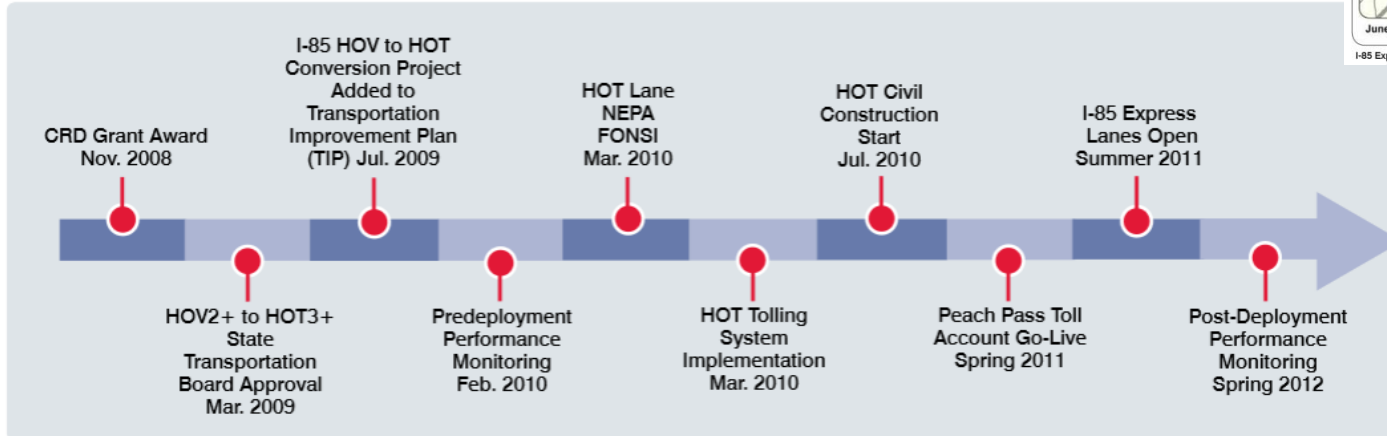 CRD Grant Award
Nov. 2008
HOV2+ to HOT3+
State
Transportation
Board Approval
Mar. 2009
I-85 HOV to HOT
Conversion Project
Added to
Transportation
Improvement Plan
(TIP) Jul. 2009
Predeployment
Performance
Monitoring
Feb. 2010
HOT Lane
NEPA
FONSI
Mar. 2010
HOT Tolling
System
Implementation
Mar. 2010
HOT Civil
Construction
Start
Jul. 2010
Peach Pass Toll
Account Go-Live
Spring 2011
I-85 Express
Lanes Open
Summer 2011
Post-Deployment
Performance
Monitoring
Spring 2012
June
I-85